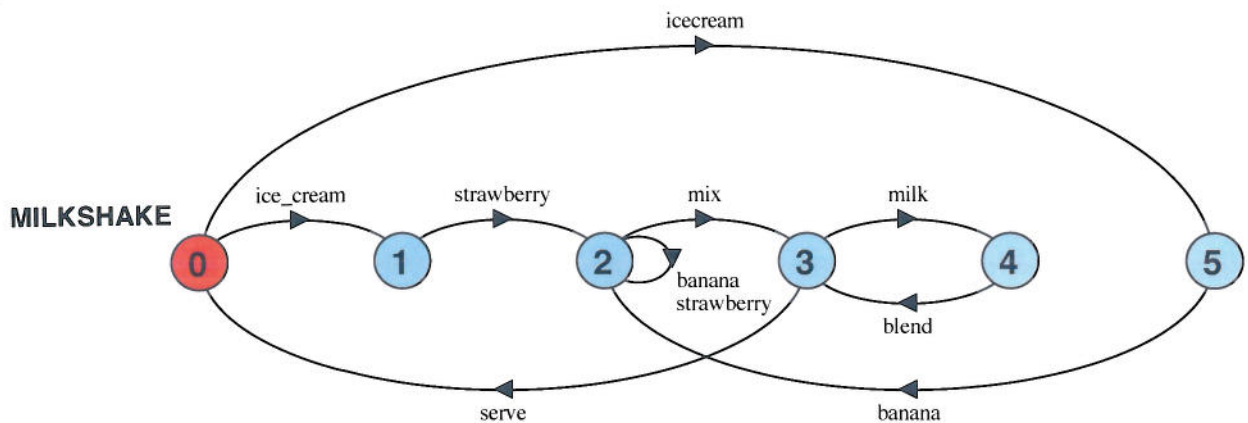 icecream
ice_cream
strawberry
mix
milk
MILKSHAKE
0
1
2
3
4
5
banana
strawberry
blend
serve
banana